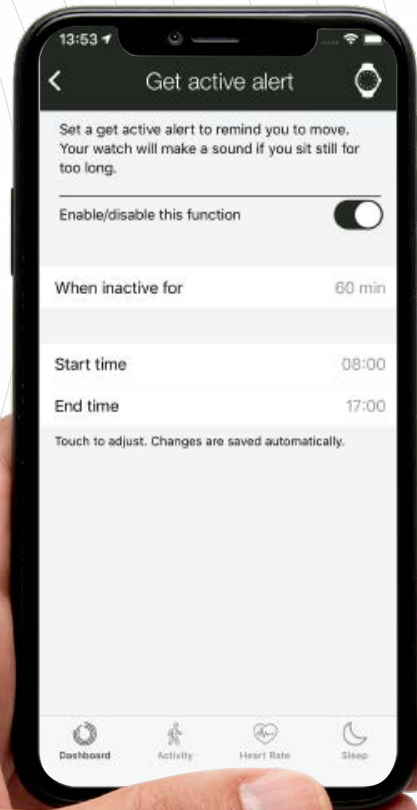 13:53
Get active alert
Set a get active alert to remind you to move.
Your watch will make a sound if you sit still for
too long.
Enable/disable this function
When inactive for 60 min
Start time 08:00
End time 17:00
Touch to adjust. Changes are saved automatically.
Dashboard Activity Heart Rate Sleep